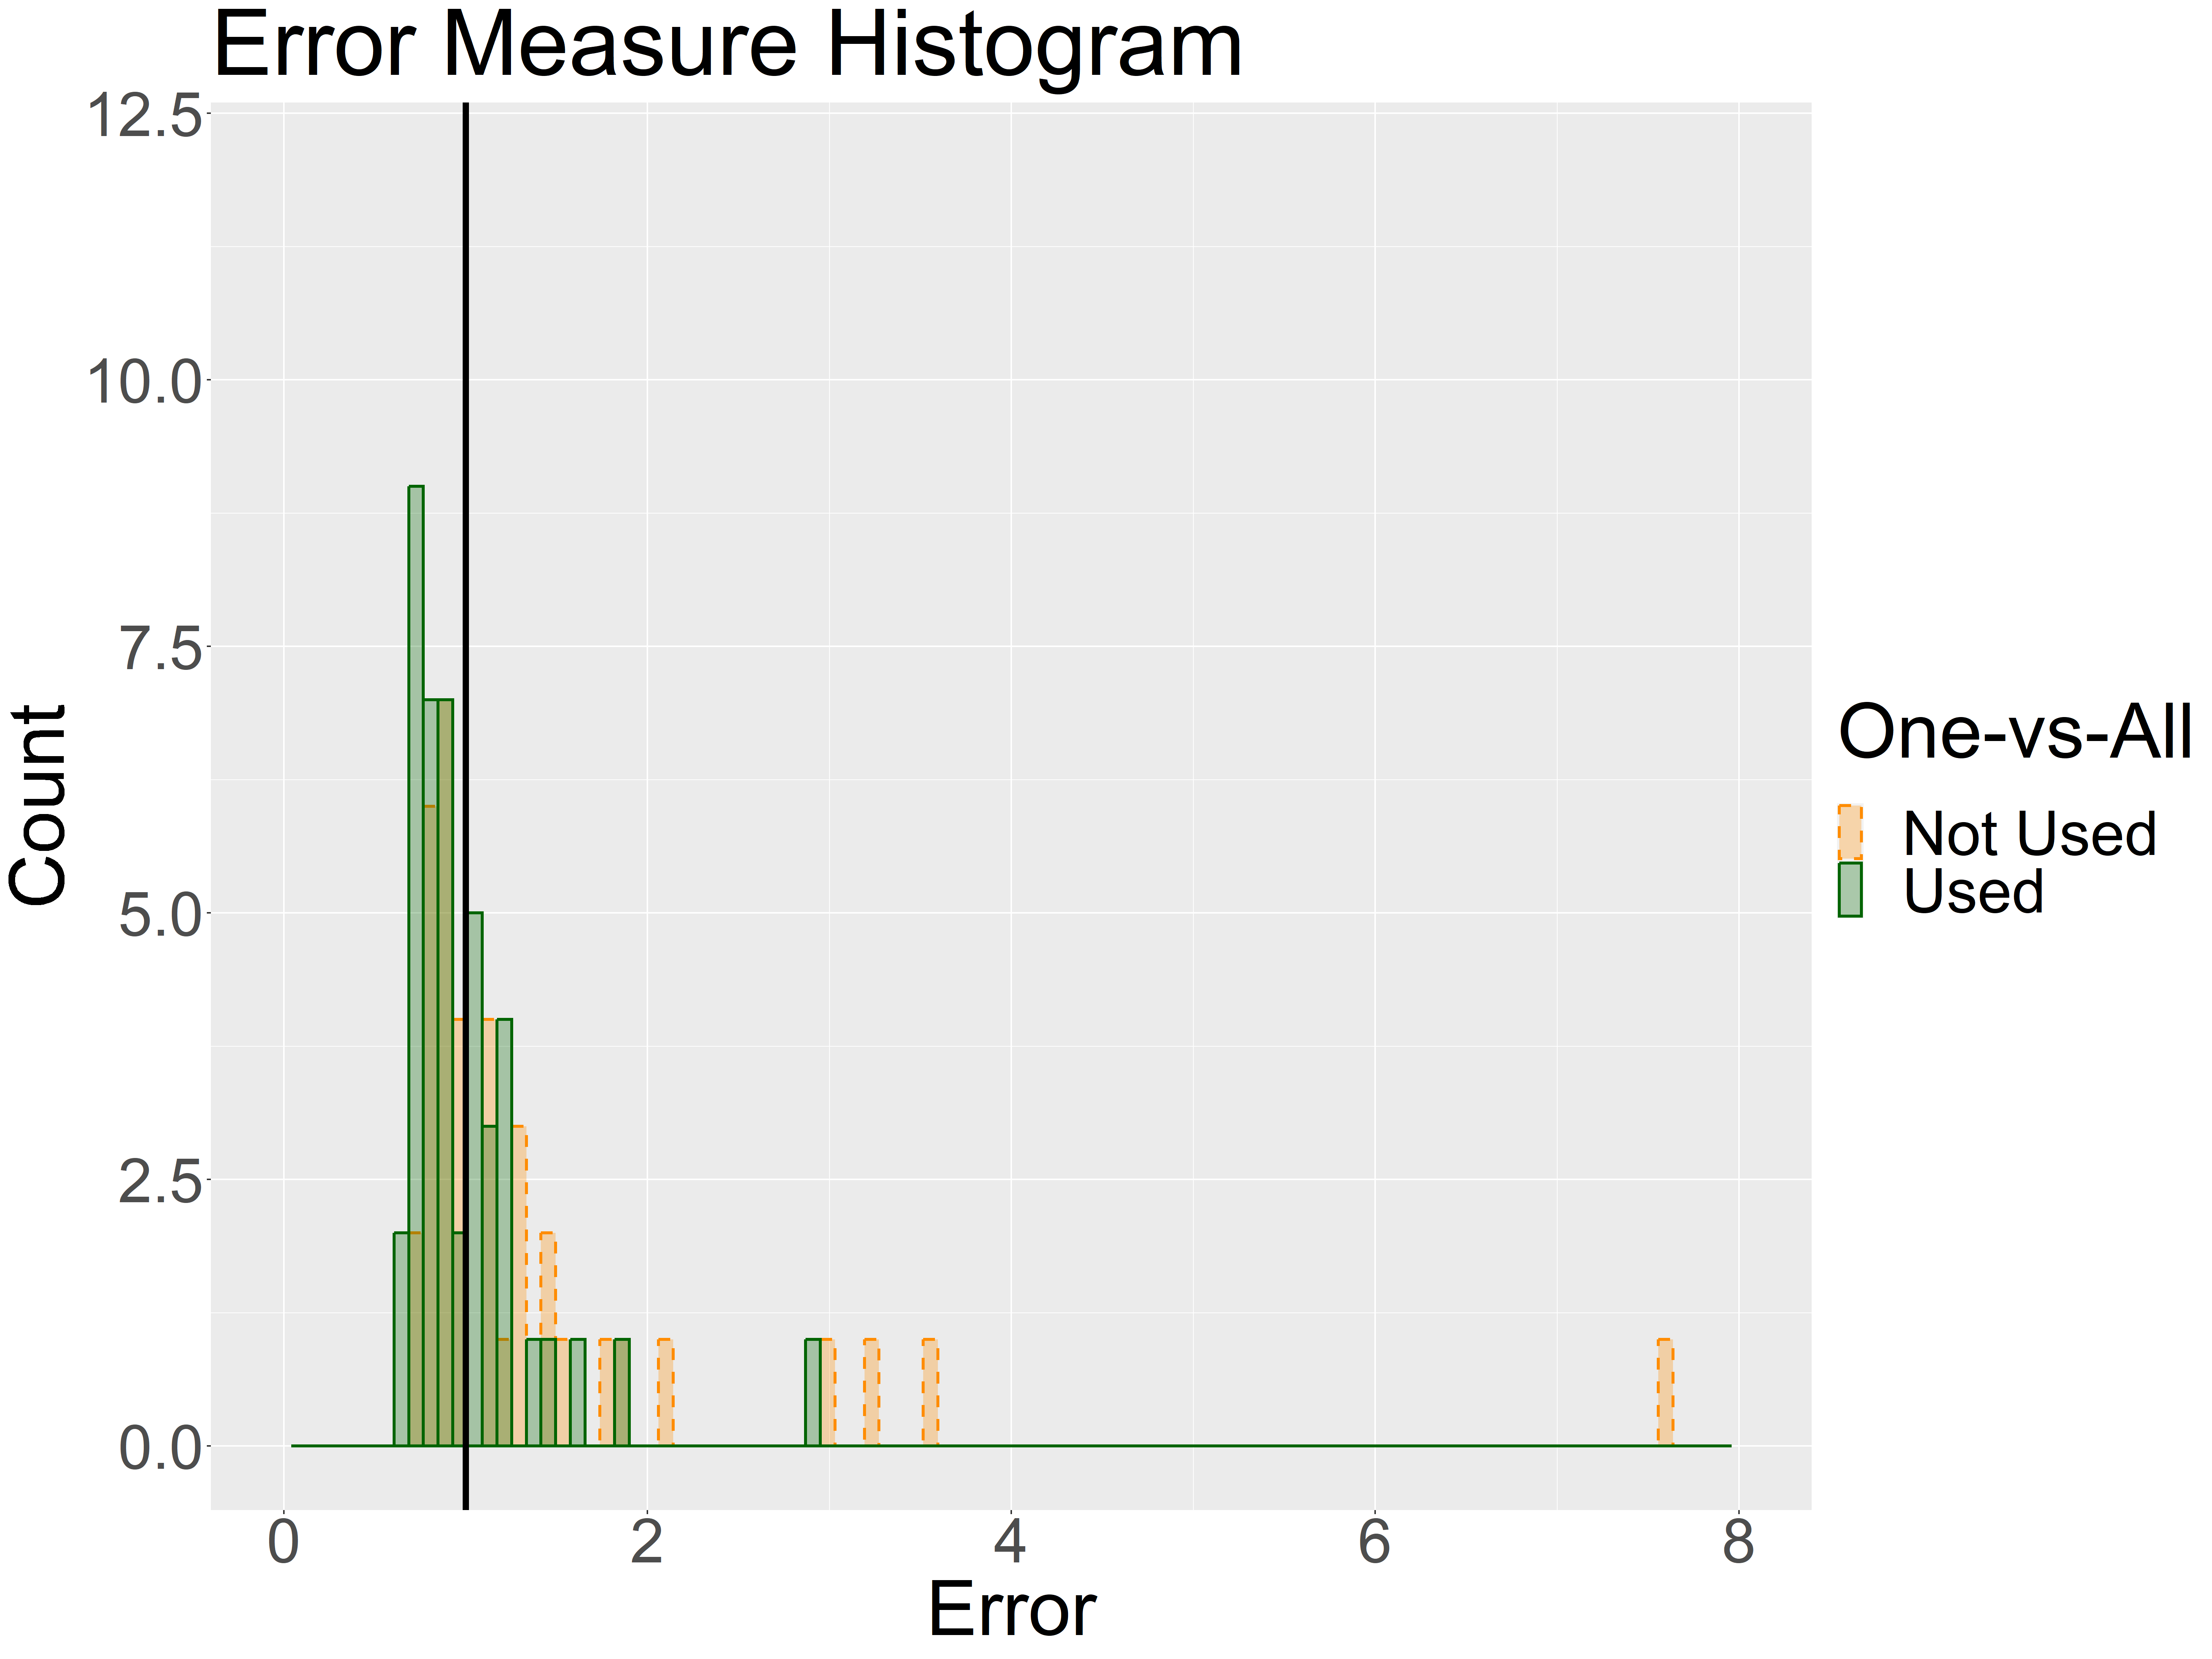 Error Measure Histogram
12.5
10.0
7.5
5.0
2.5
0.0
Count
0 2 4 6 8
Error
One-vs-All
Not Used
Used